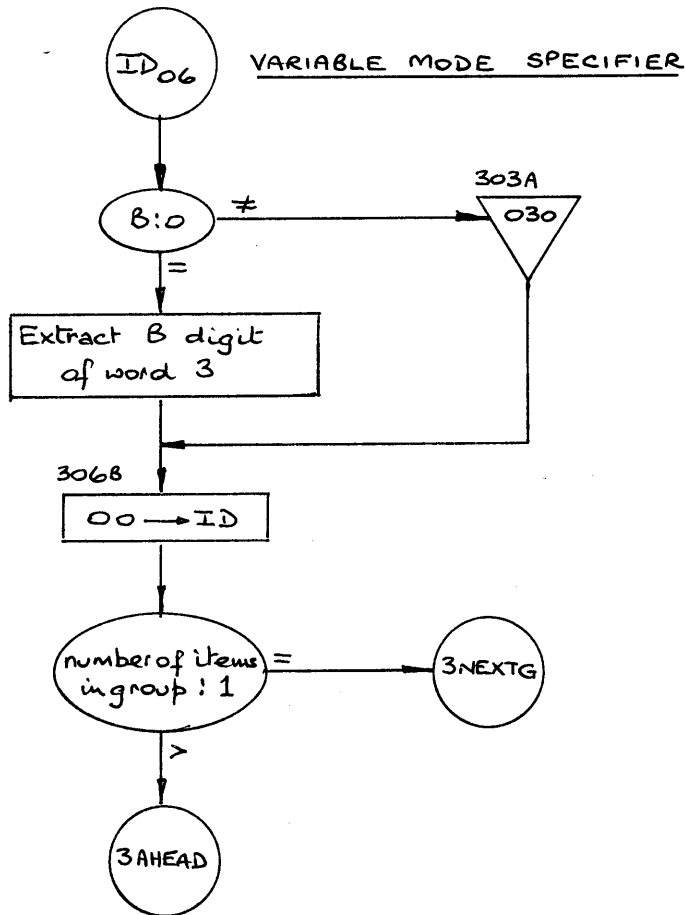 ID06
VARIABLE MODE SPECIFIER
303A
030
B:0
≠
=
Extract B digit
of word 3
306B
00 → ID
number of items
in group : 1
=
3NEXTG
>
3AHEAD